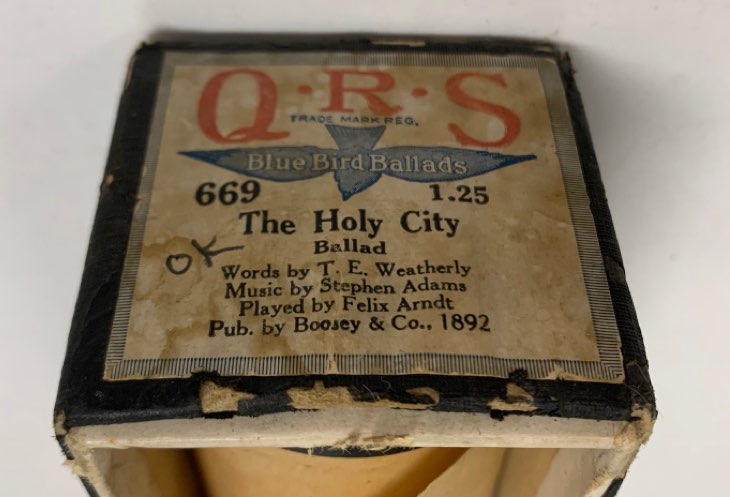 Q·R·S
TRADE MARK REG.
Blue Bird Ballads
669 1.25
The Holy City
Ballad
OK
Words by T. E. Weatherly
Music by Stephen Adams
Played by Felix Arndt
Pub. by Boosey & Co., 1892